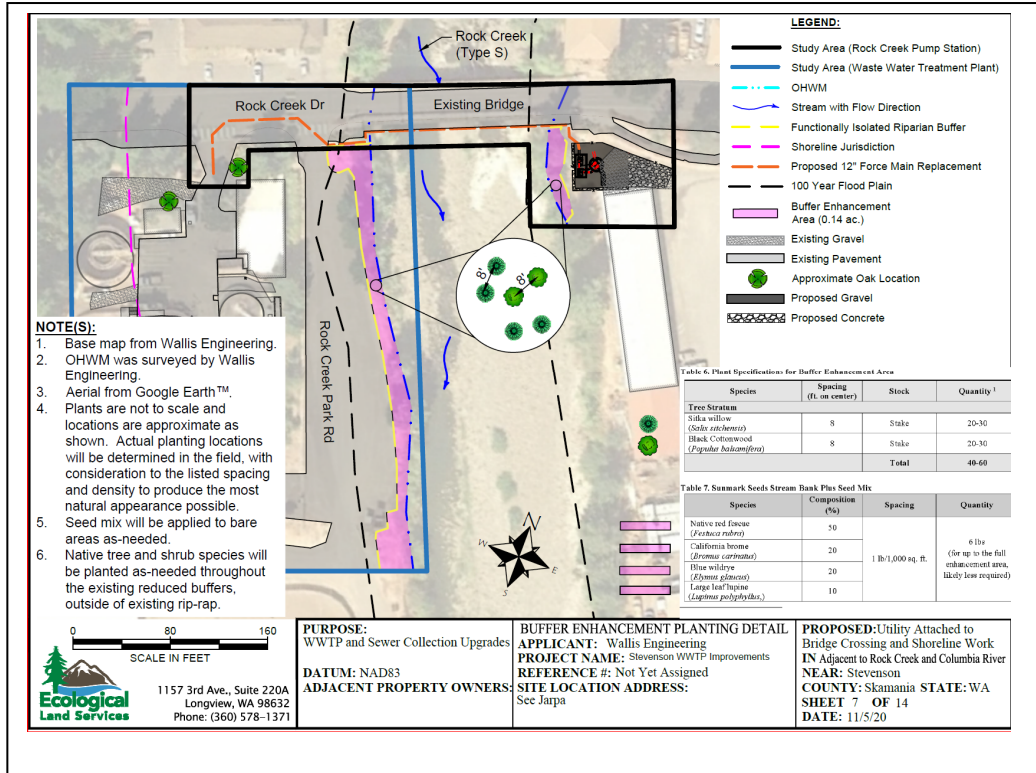 Rock Creek
(Type S)
Rock Creek Dr
Existing Bridge
8'
8'
Rock Creek Park Rd
N
W
E
S
LEGEND:
Study Area (Rock Creek Pump Station)
Study Area (Waste Water Treatment Plant)
OHWM
Stream with Flow Direction
Functionally Isolated Riparian Buffer
Shoreline Jurisdiction
Proposed 12" Force Main Replacement
100 Year Flood Plain
Buffer Enhancement
Area (0.14 ac.)
Existing Gravel
Existing Pavement
Approximate Oak Location
Proposed Gravel
Proposed Concrete
NOTE(S):
1. Base map from Wallis Engineering.
2. OHWM was surveyed by Wallis
Engineering.
3. Aerial from Google Earth™.
4. Plants are not to scale and
locations are approximate as
shown. Actual planting locations
will be determined in the field, with
consideration to the listed spacing
and density to produce the most
natural appearance possible.
5. Seed mix will be applied to bare
areas as-needed.
6. Native tree and shrub species will
be planted as-needed throughout
the existing reduced buffers,
outside of existing rip-rap.
Table 6. Plant Specifications for Buffer Enhancement Area
Species Spacing (ft. on center) Stock Quantity 1
Tree Stratum
Sitka willow (Salix sitchensis) 8 Stake 20-30
Black Cottonwood (Populus balsamifera) 8 Stake 20-30
Total 40-60
Table 7. Sunmark Seeds Stream Bank Plus Seed Mix
Species Composition (%) Spacing Quantity
Native red fescue (Festuca rubra) 50
California brome (Bromus carinatus) 20
Blue wildrye (Elymus glaucus) 20
Large leaf lupine (Lupinus polyphyllus,) 10
1 lb/1,000 sq. ft.
6 lbs
(for up to the full
enhancement area,
likely less required)
0 80 160
SCALE IN FEET
Ecological
Land Services
1157 3rd Ave., Suite 220A
Longview, WA 98632
Phone: (360) 578-1371
PURPOSE:
WWTP and Sewer Collection Upgrades
DATUM: NAD83
ADJACENT PROPERTY OWNERS:
BUFFER ENHANCEMENT PLANTING DETAIL
APPLICANT: Wallis Engineering
PROJECT NAME: Stevenson WWTP Improvements
REFERENCE #: Not Yet Assigned
SITE LOCATION ADDRESS:
See Jarpa
PROPOSED:Utility Attached to
Bridge Crossing and Shoreline Work
IN Adjacent to Rock Creek and Columbia River
NEAR: Stevenson
COUNTY: Skamania STATE: WA
SHEET 7 OF 14
DATE: 11/5/20